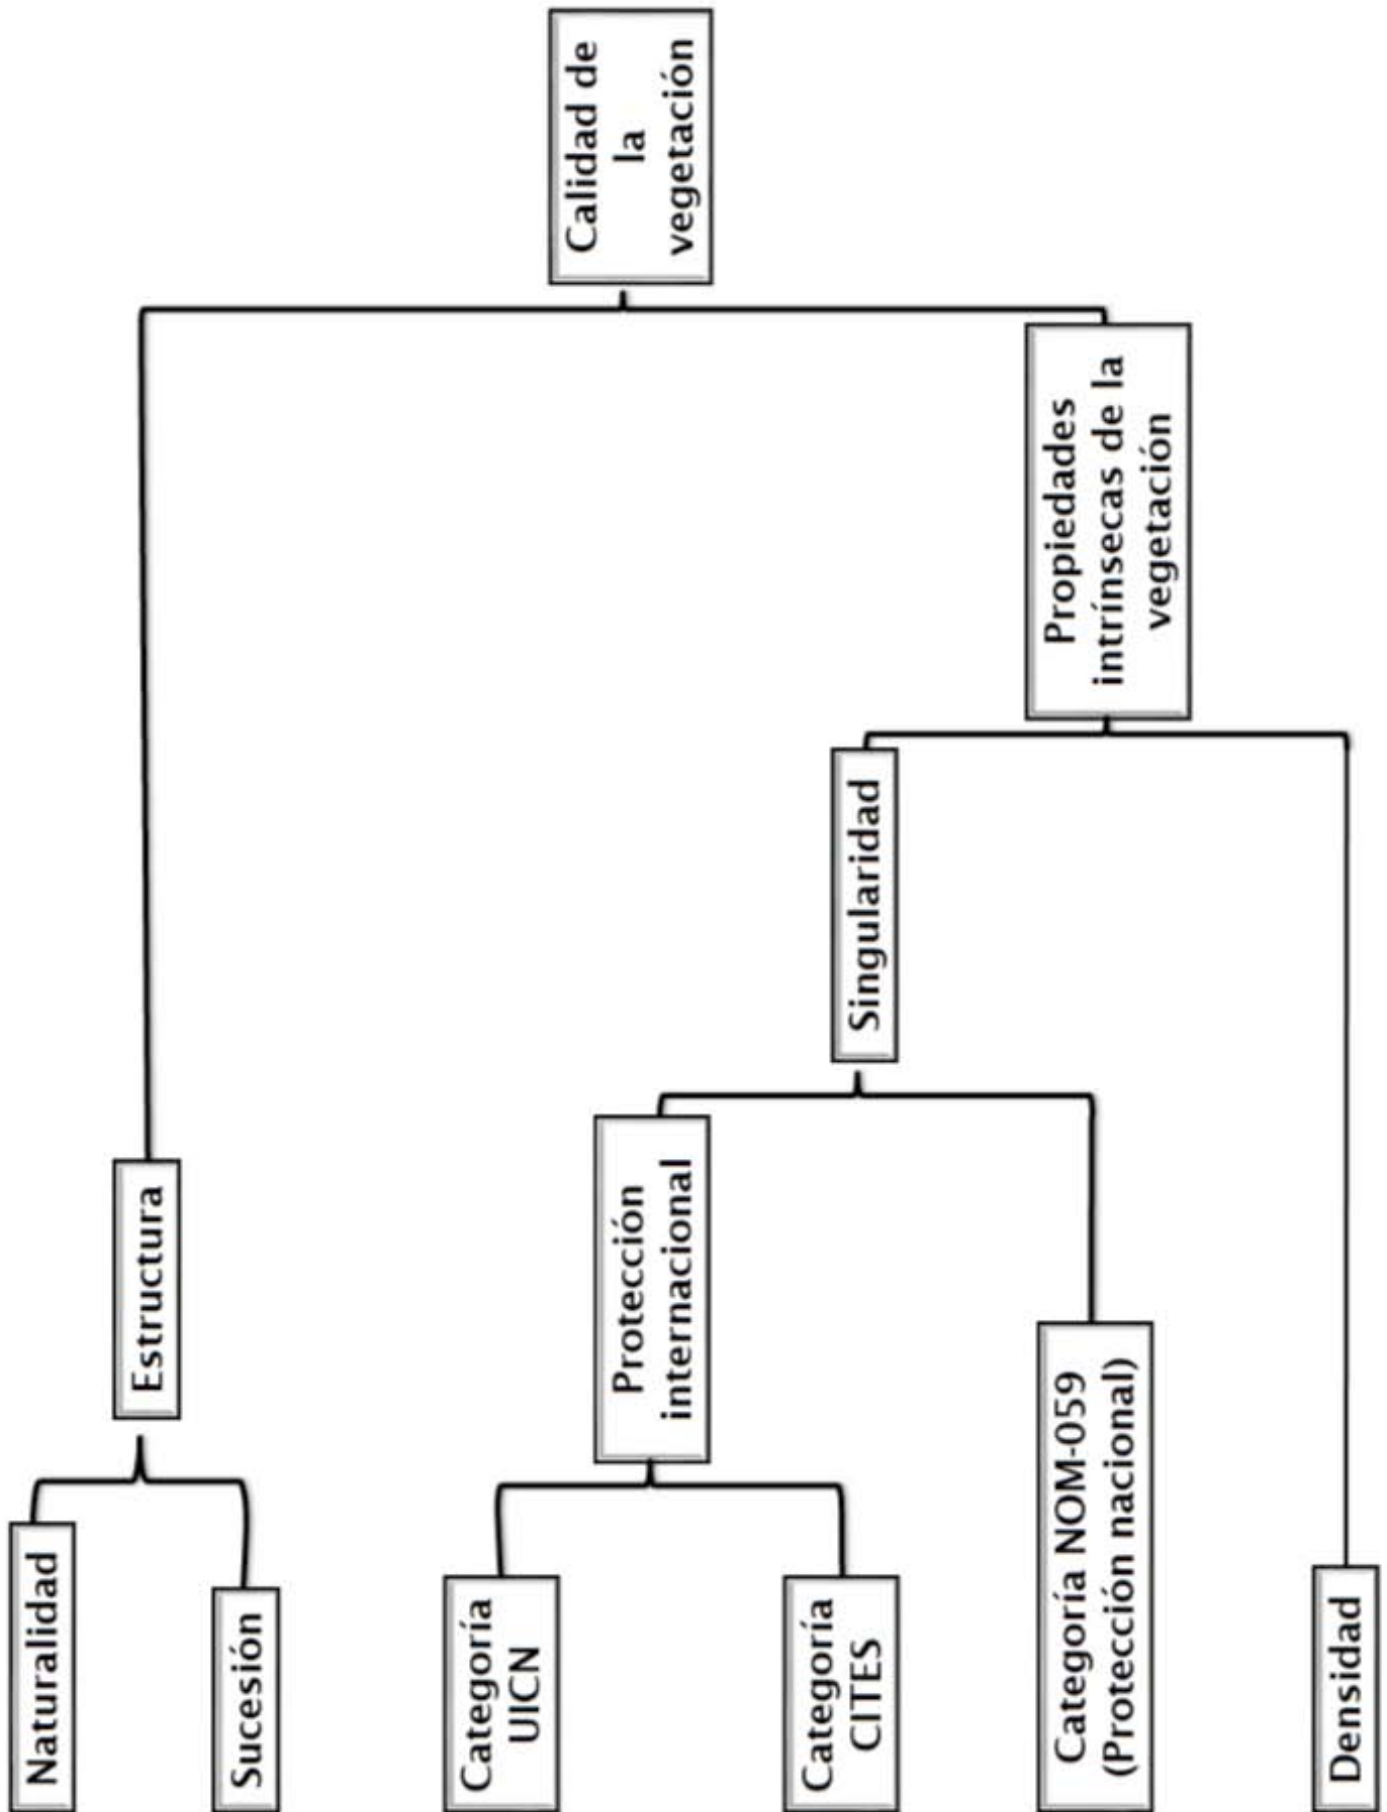 Naturalidad
Sucesión
Estructura
Categoría
UICN
Categoría
CITES
Protección
internacional
Categoría NOM-059
(Protección nacional)
Singularidad
Densidad
Propiedades
intrínsecas de la
vegetación
Calidad de
la
vegetación